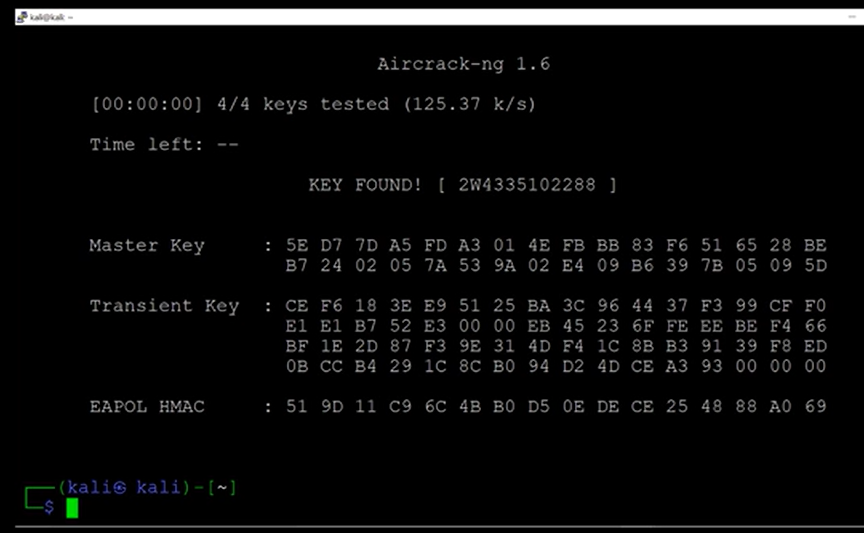 kali@kali: ~
Aircrack-ng 1.6
[00:00:00] 4/4 keys tested (125.37 k/s)
Time left: --
KEY FOUND! [ 2W4335102288 ]
Master Key : 5E D7 7D A5 FD A3 01 4E FB BB 83 F6 51 65 28 BE
B7 24 02 05 7A 53 9A 02 E4 09 B6 39 7B 05 09 5D
Transient Key : CE F6 18 3E E9 51 25 BA 3C 96 44 37 F3 99 CF F0
E1 E1 B7 52 E3 00 00 EB 45 23 6F FE EE BE F4 66
BF 1E 2D 87 F3 9E 31 4D F4 1C 8B B3 91 39 F8 ED
0B CC B4 29 1C 8C B0 94 D2 4D CE A3 93 00 00 00
EAPOL HMAC : 51 9D 11 C9 6C 4B B0 D5 0E DE CE 25 48 88 A0 69
(kali㉿kali)-[~]
$